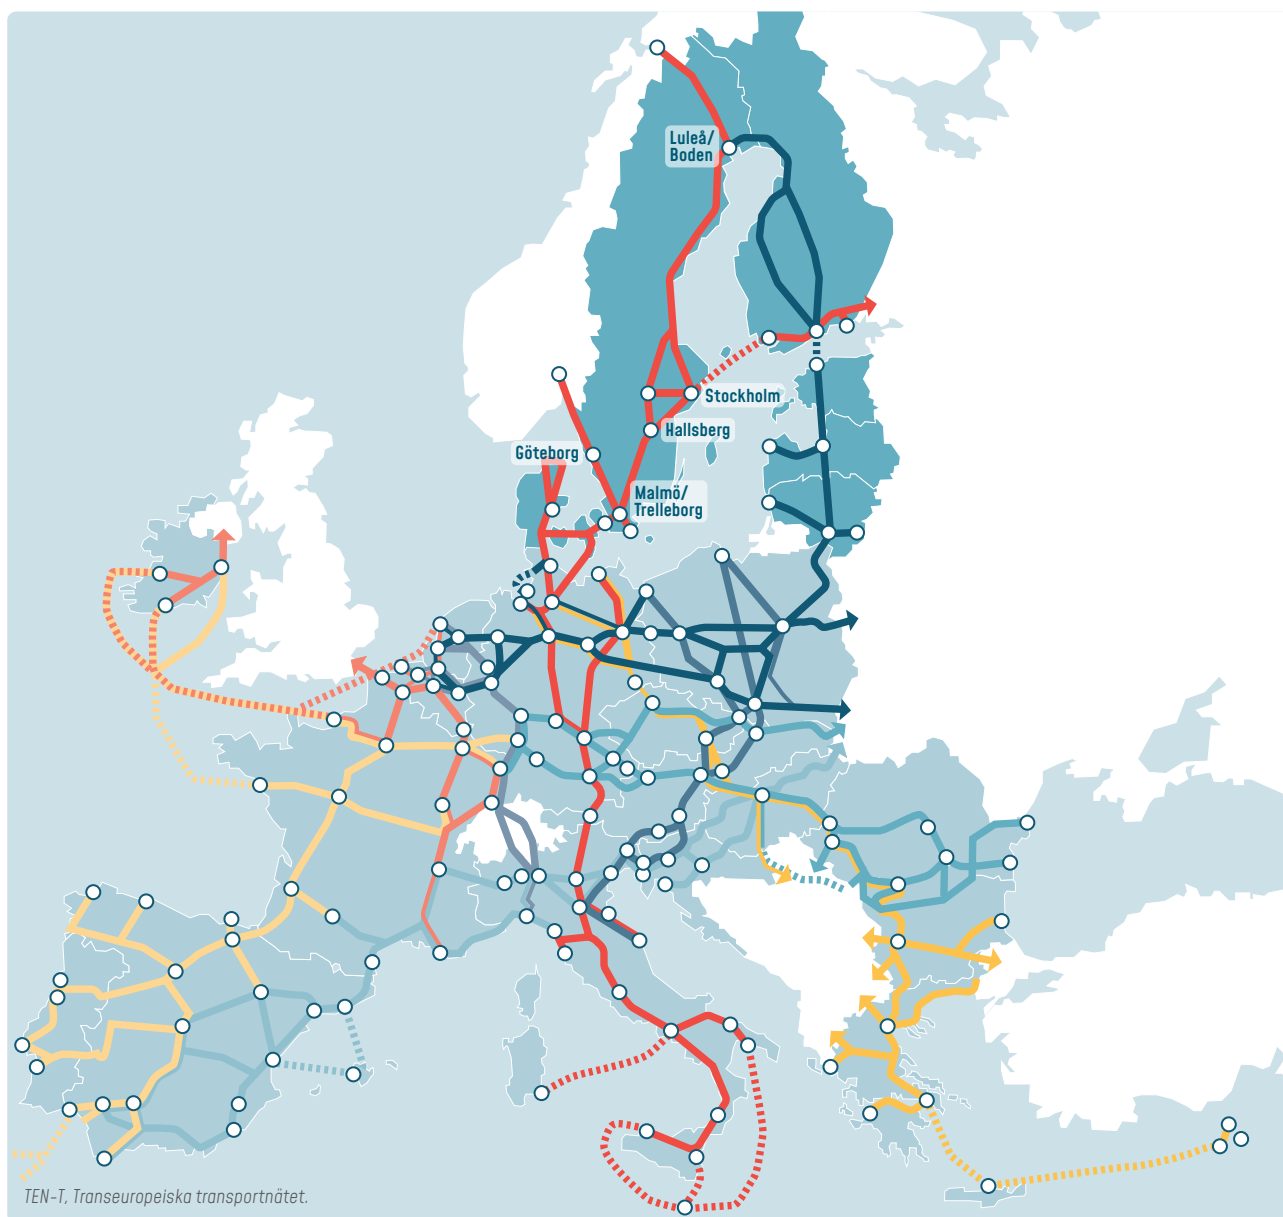 Luleå/
Boden
Stockholm
Hallsberg
Göteborg
Malmö/
Trelleborg
TEN-T, Transeuropeiska transportnätet.